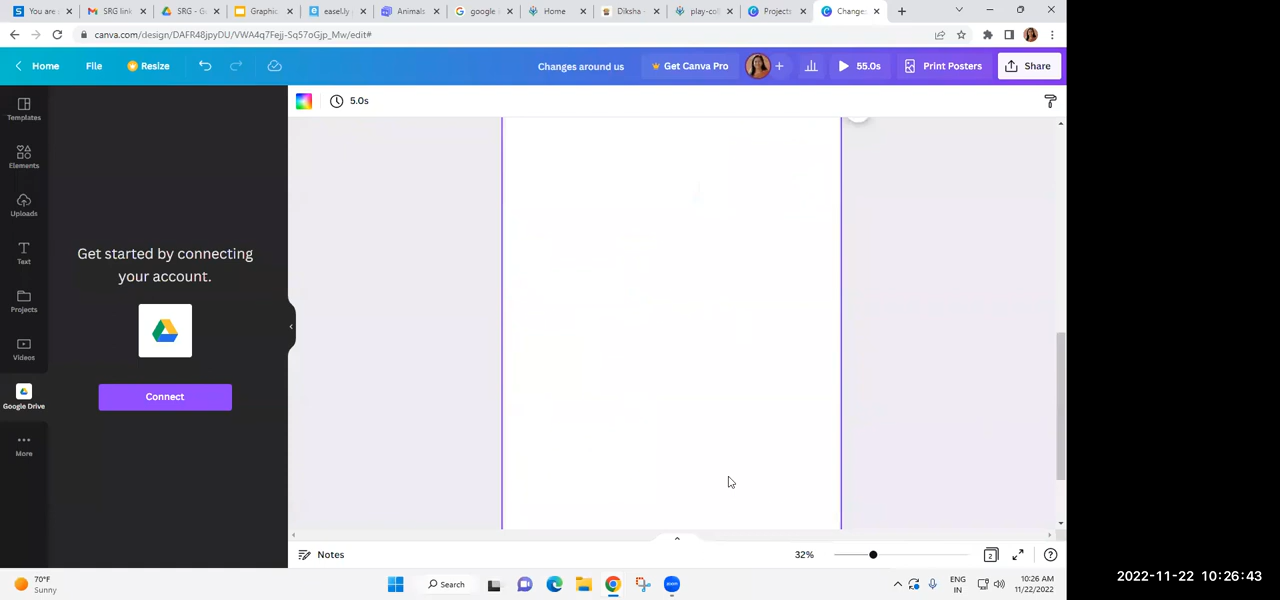 You are
SRG link
SRG - G
Graphic
easel.ly
Animals
google
Home
Diksha
play-col
Projects
Change
canva.com/design/DAFR48jpyDU/VWA4q7Fejj-Sq57oGjp_Mw/edit#
Home
File
Resize
Changes around us
Get Canva Pro
55.0s
Print Posters
Share
Templates
Elements
Uploads
Text
Projects
Videos
Google Drive
More
5.0s
Get started by connecting
your account.
Connect
Notes
32%
2
70°F
Sunny
Search
zoom
ENG
IN
10:26 AM
11/22/2022
2022-11-22 10:26:43